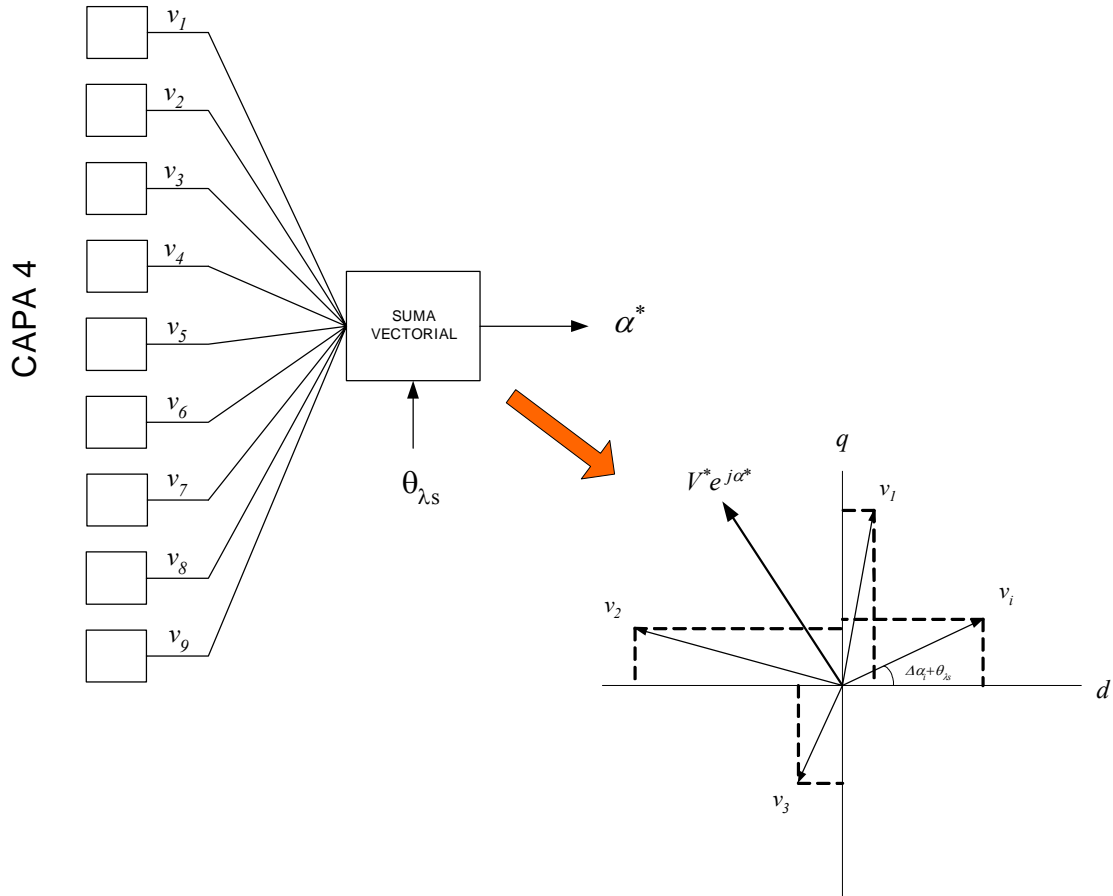 CAPA 4
v1
v2
v3
v4
v5
v6
v7
v8
v9
SUMA
VECTORIAL
α*
θλs
q
V*e jα*
v1
v2
vi
Δαi+θλs
d
v3